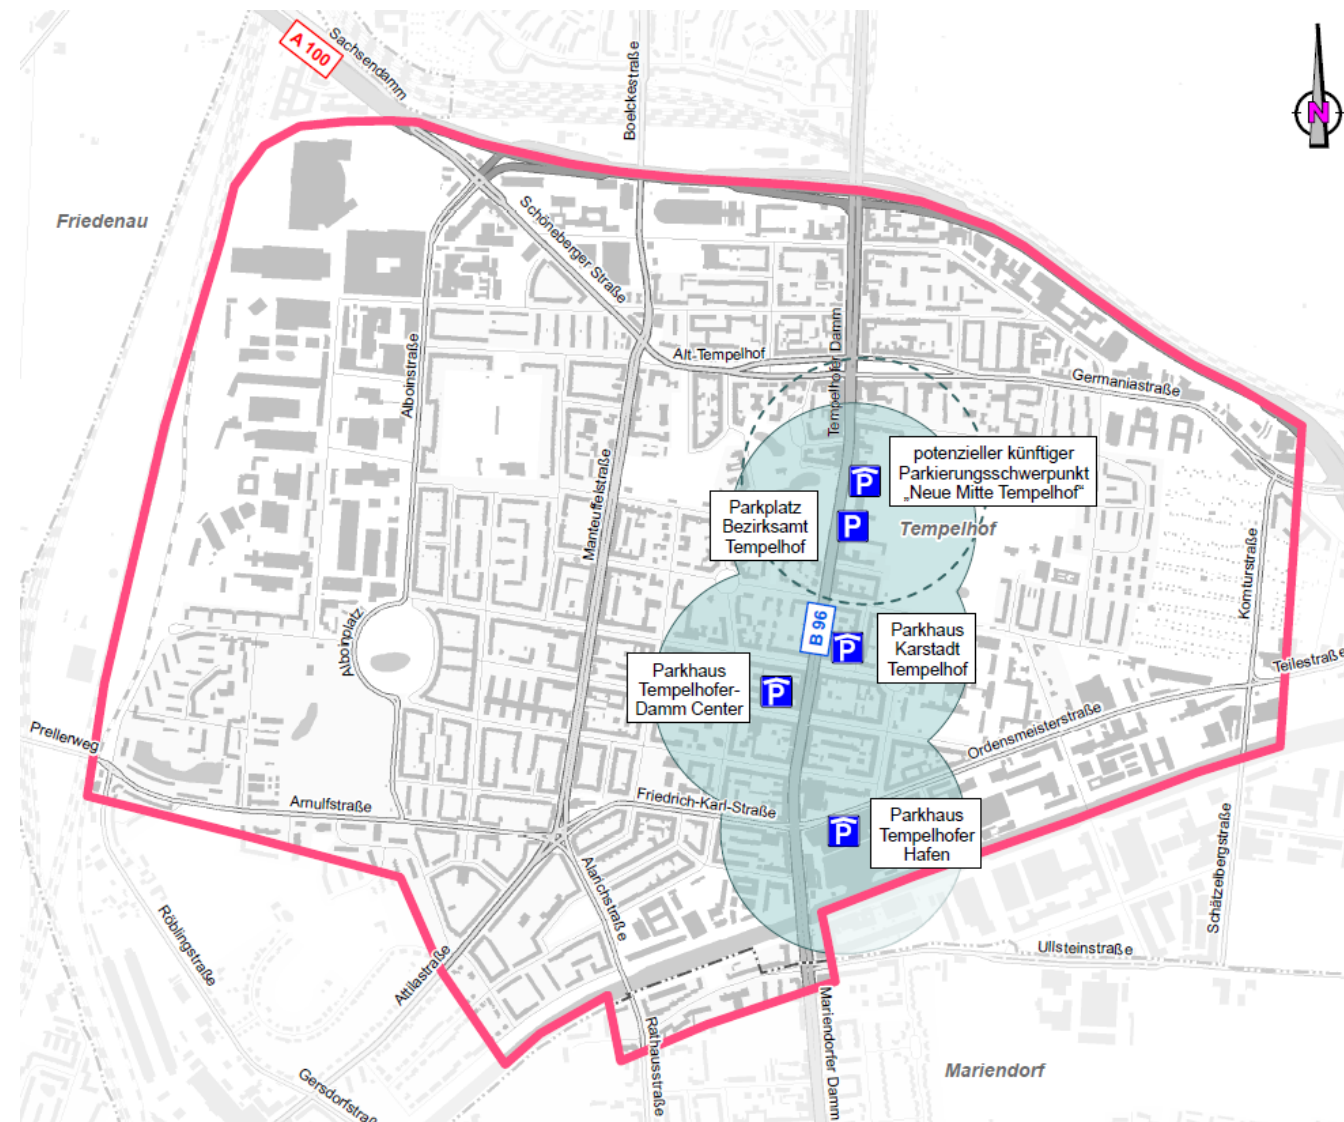 A 100
Sachsendamm
Boelckestraße
N
Friedenau
Schöneberger Straße
Alboinstraße
Alt-Tempelhof
Tempelhofer Damm
Germaniastraße
Manteuffelstraße
potenzieller künftiger
Parkierungsschwerpunkt
„Neue Mitte Tempelhof“
P
Parkplatz
Bezirksamt
Tempelhof
P
Tempelhof
Komturstraße
Alboinplatz
B 96
P
Parkhaus
Karstadt
Tempelhof
Teilestraße
Parkhaus
Tempelhofer-
Damm Center
P
Ordensmeisterstraße
Prellerweg
Arnulfstraße
Friedrich-Karl-Straße
P
Parkhaus
Tempelhofer
Hafen
Alarichstraße
Schätzelbergstraße
Röblingstraße
Attilastraße
Ullsteinstraße
Mariendorfer Damm
Rathausstraße
Mariendorf
Gersdorfstraß